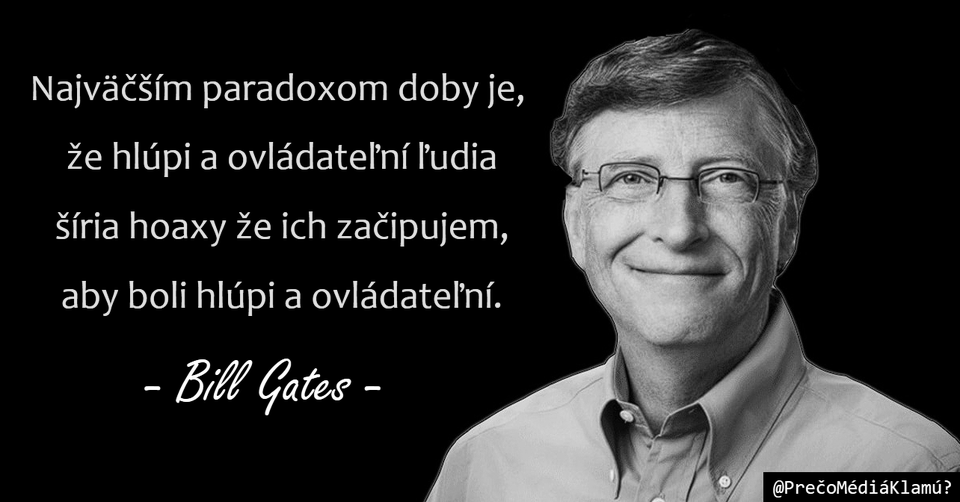 Najväčším paradoxom doby je,
že hlúpi a ovládateľní ľudia
šíria hoaxy že ich začipujem,
aby boli hlúpi a ovládateľní.
- Bill Gates -
@PrečoMédiáKlamú?